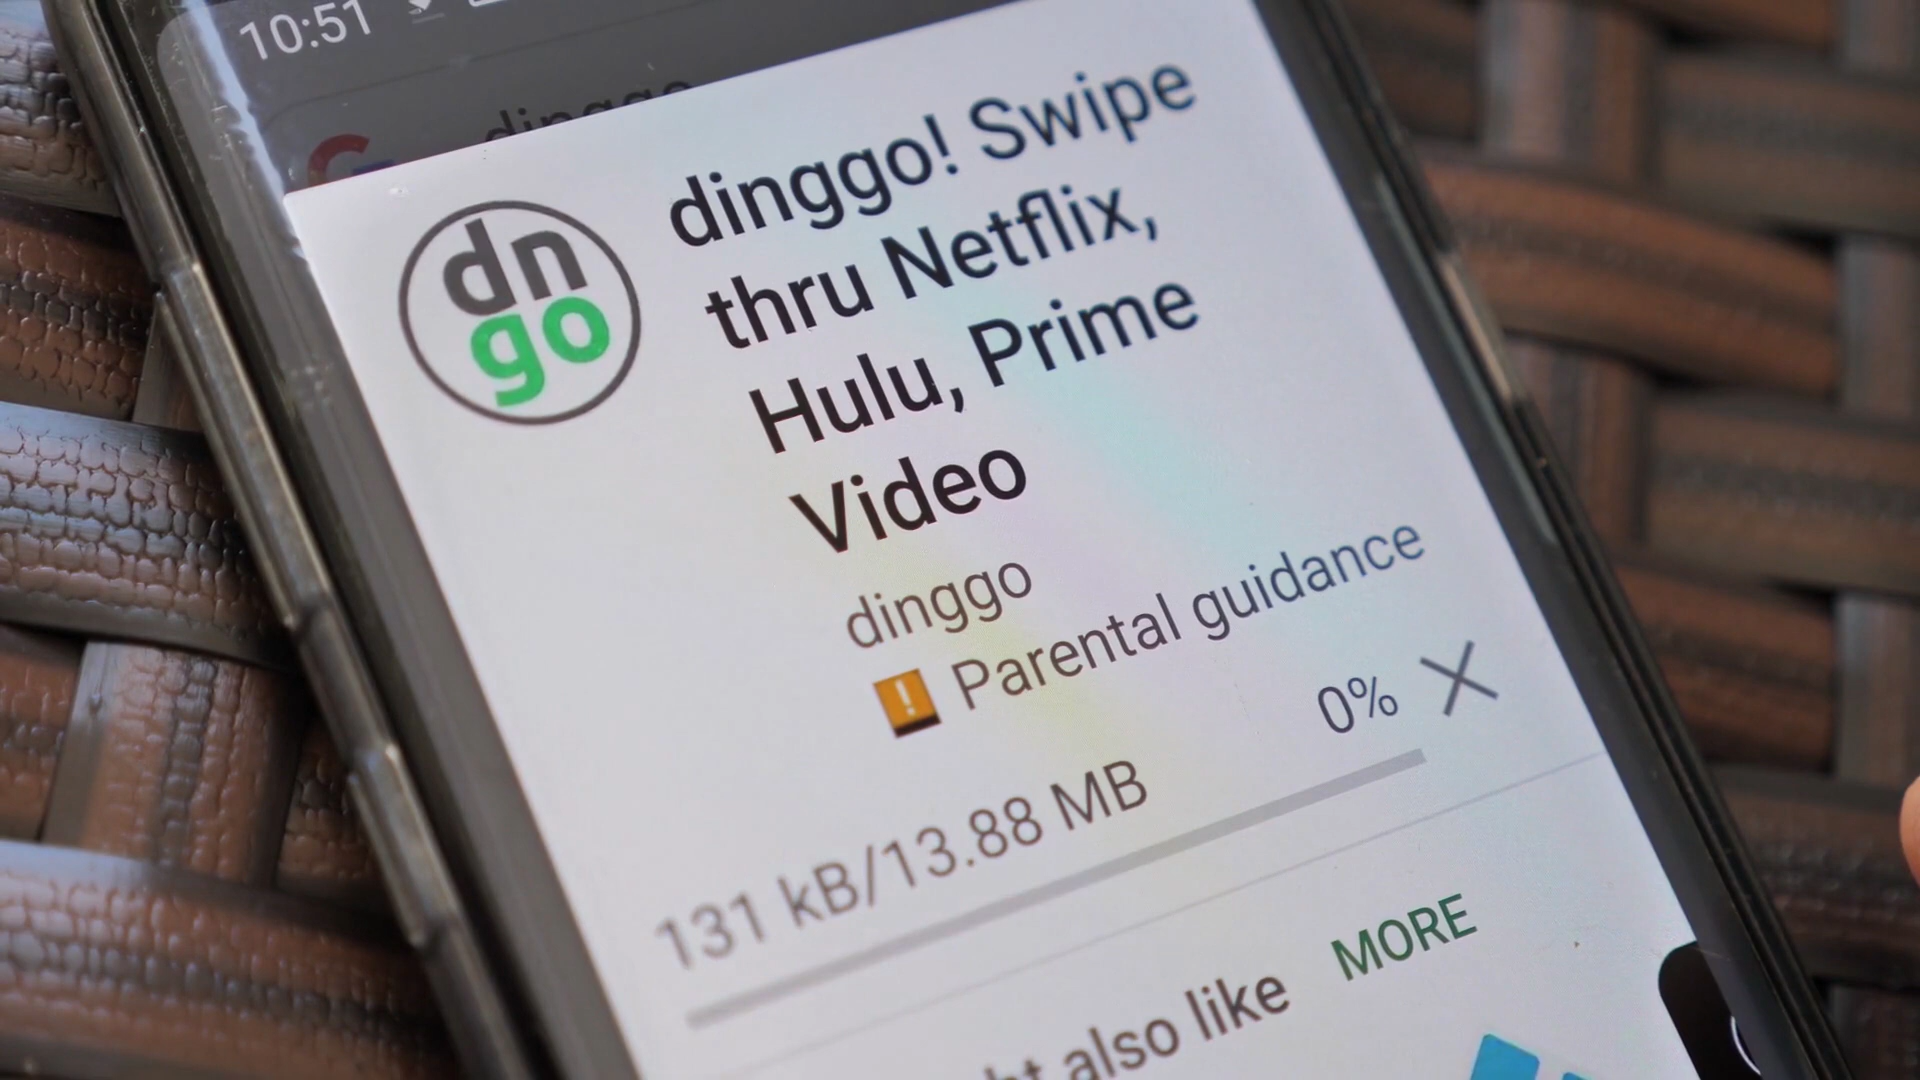 10:51
dinggo
dn
go
dinggo! Swipe
thru Netflix,
Hulu, Prime
Video
dinggo
! Parental guidance
0%
131 kB/13.88 MB
also like
MORE